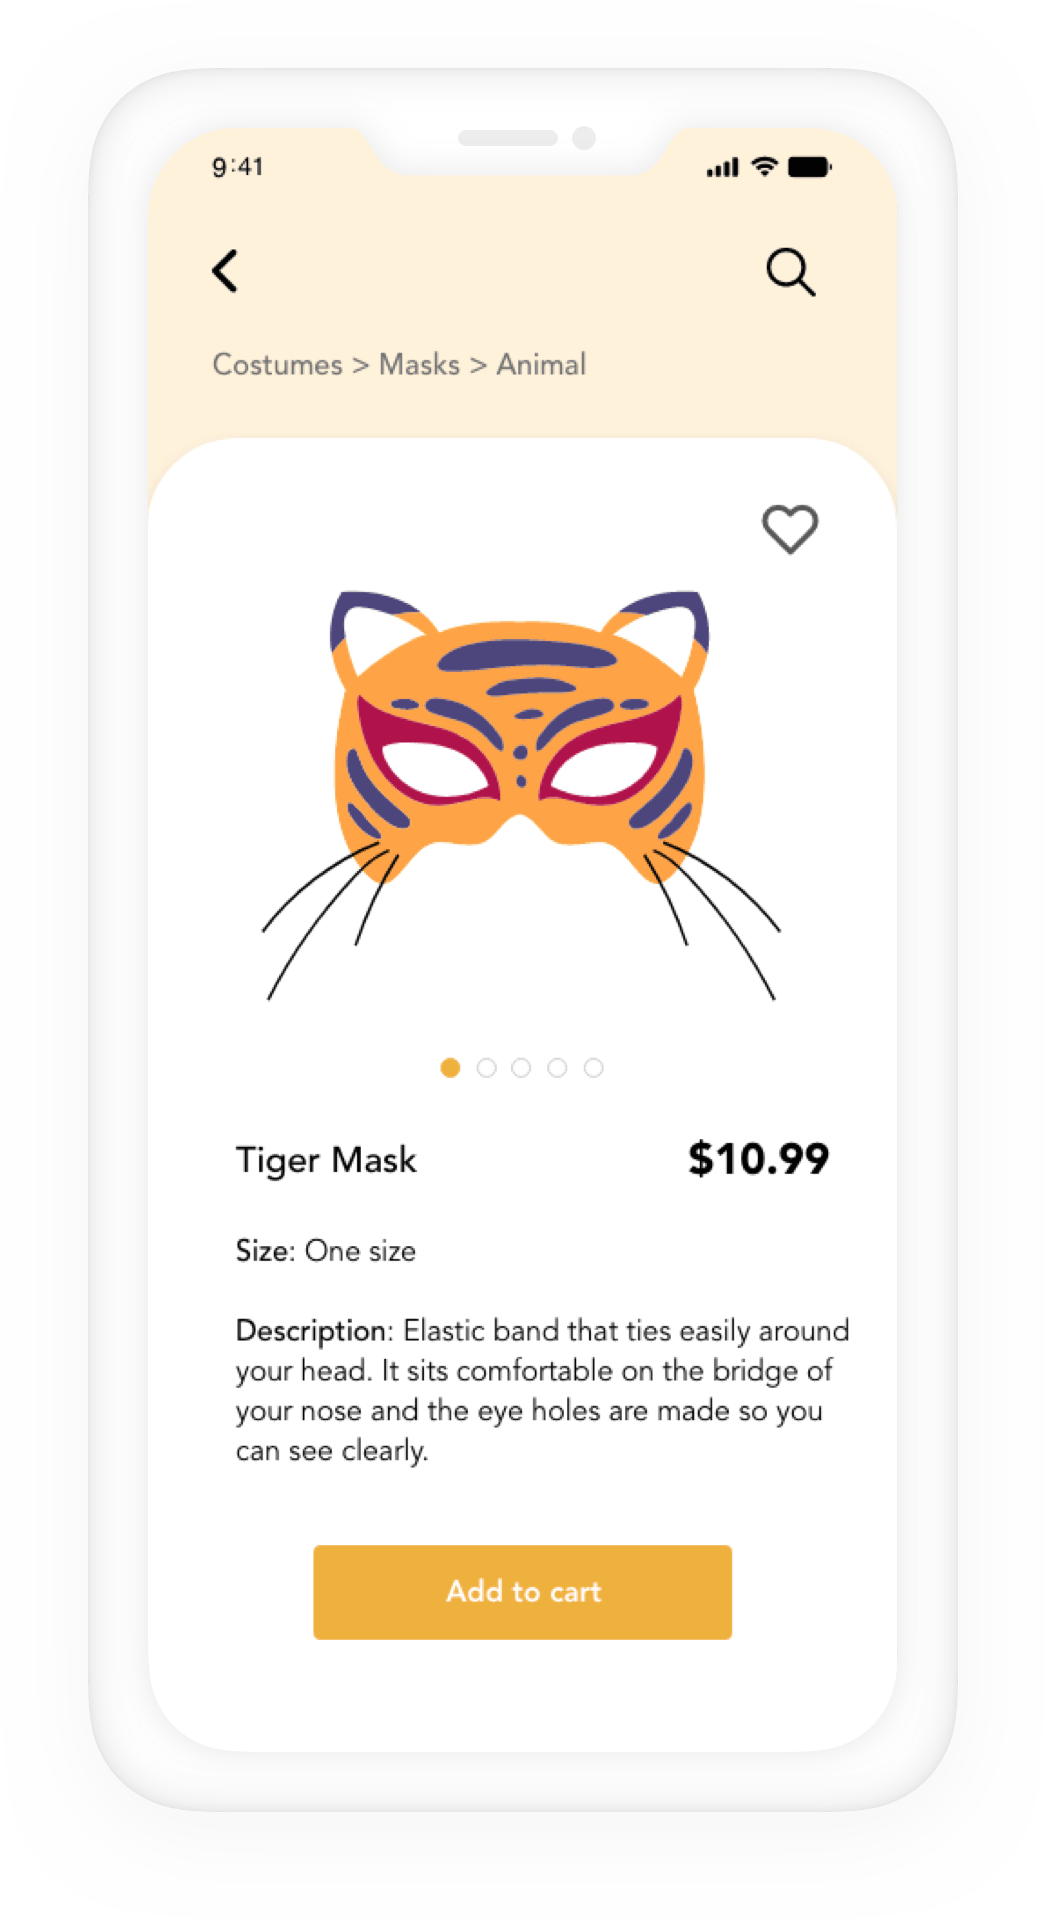 9:41
Costumes > Masks > Animal
Tiger Mask
$10.99
Size: One size
Description: Elastic band that ties easily around
your head. It sits comfortable on the bridge of
your nose and the eye holes are made so you
can see clearly.
Add to cart